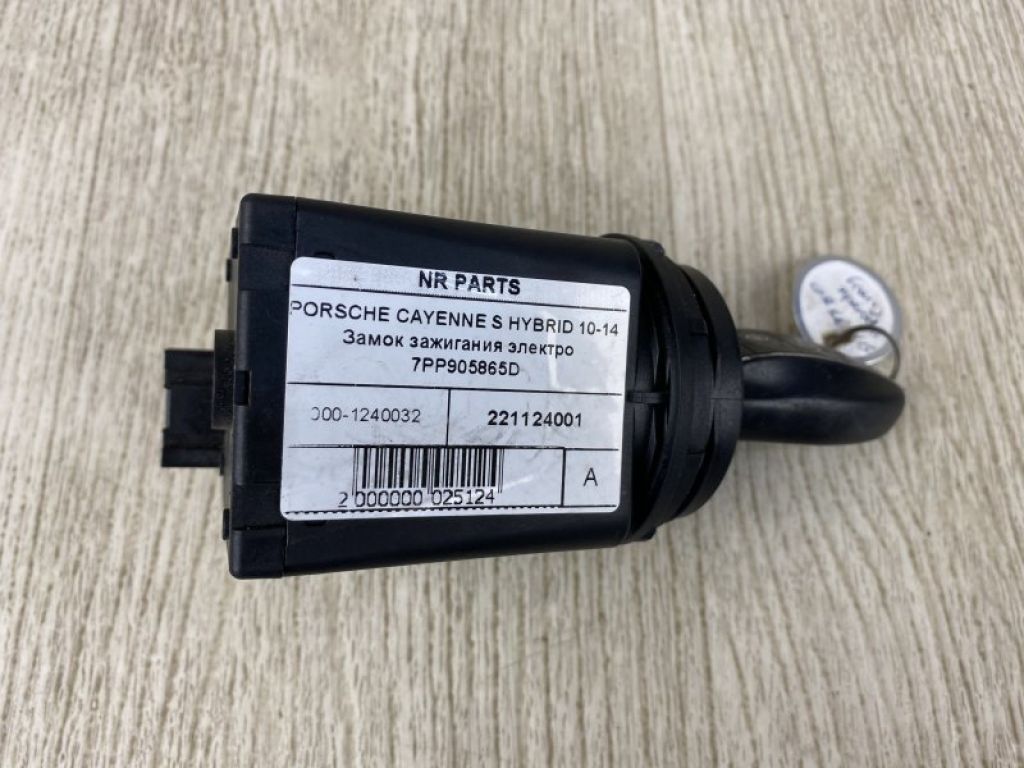 NR PARTS
PORSCHE CAYENNE S HYBRID 10-14
Замок зажигания электро
7PP905865D
000-1240032
221124001
2 000000 025124
A